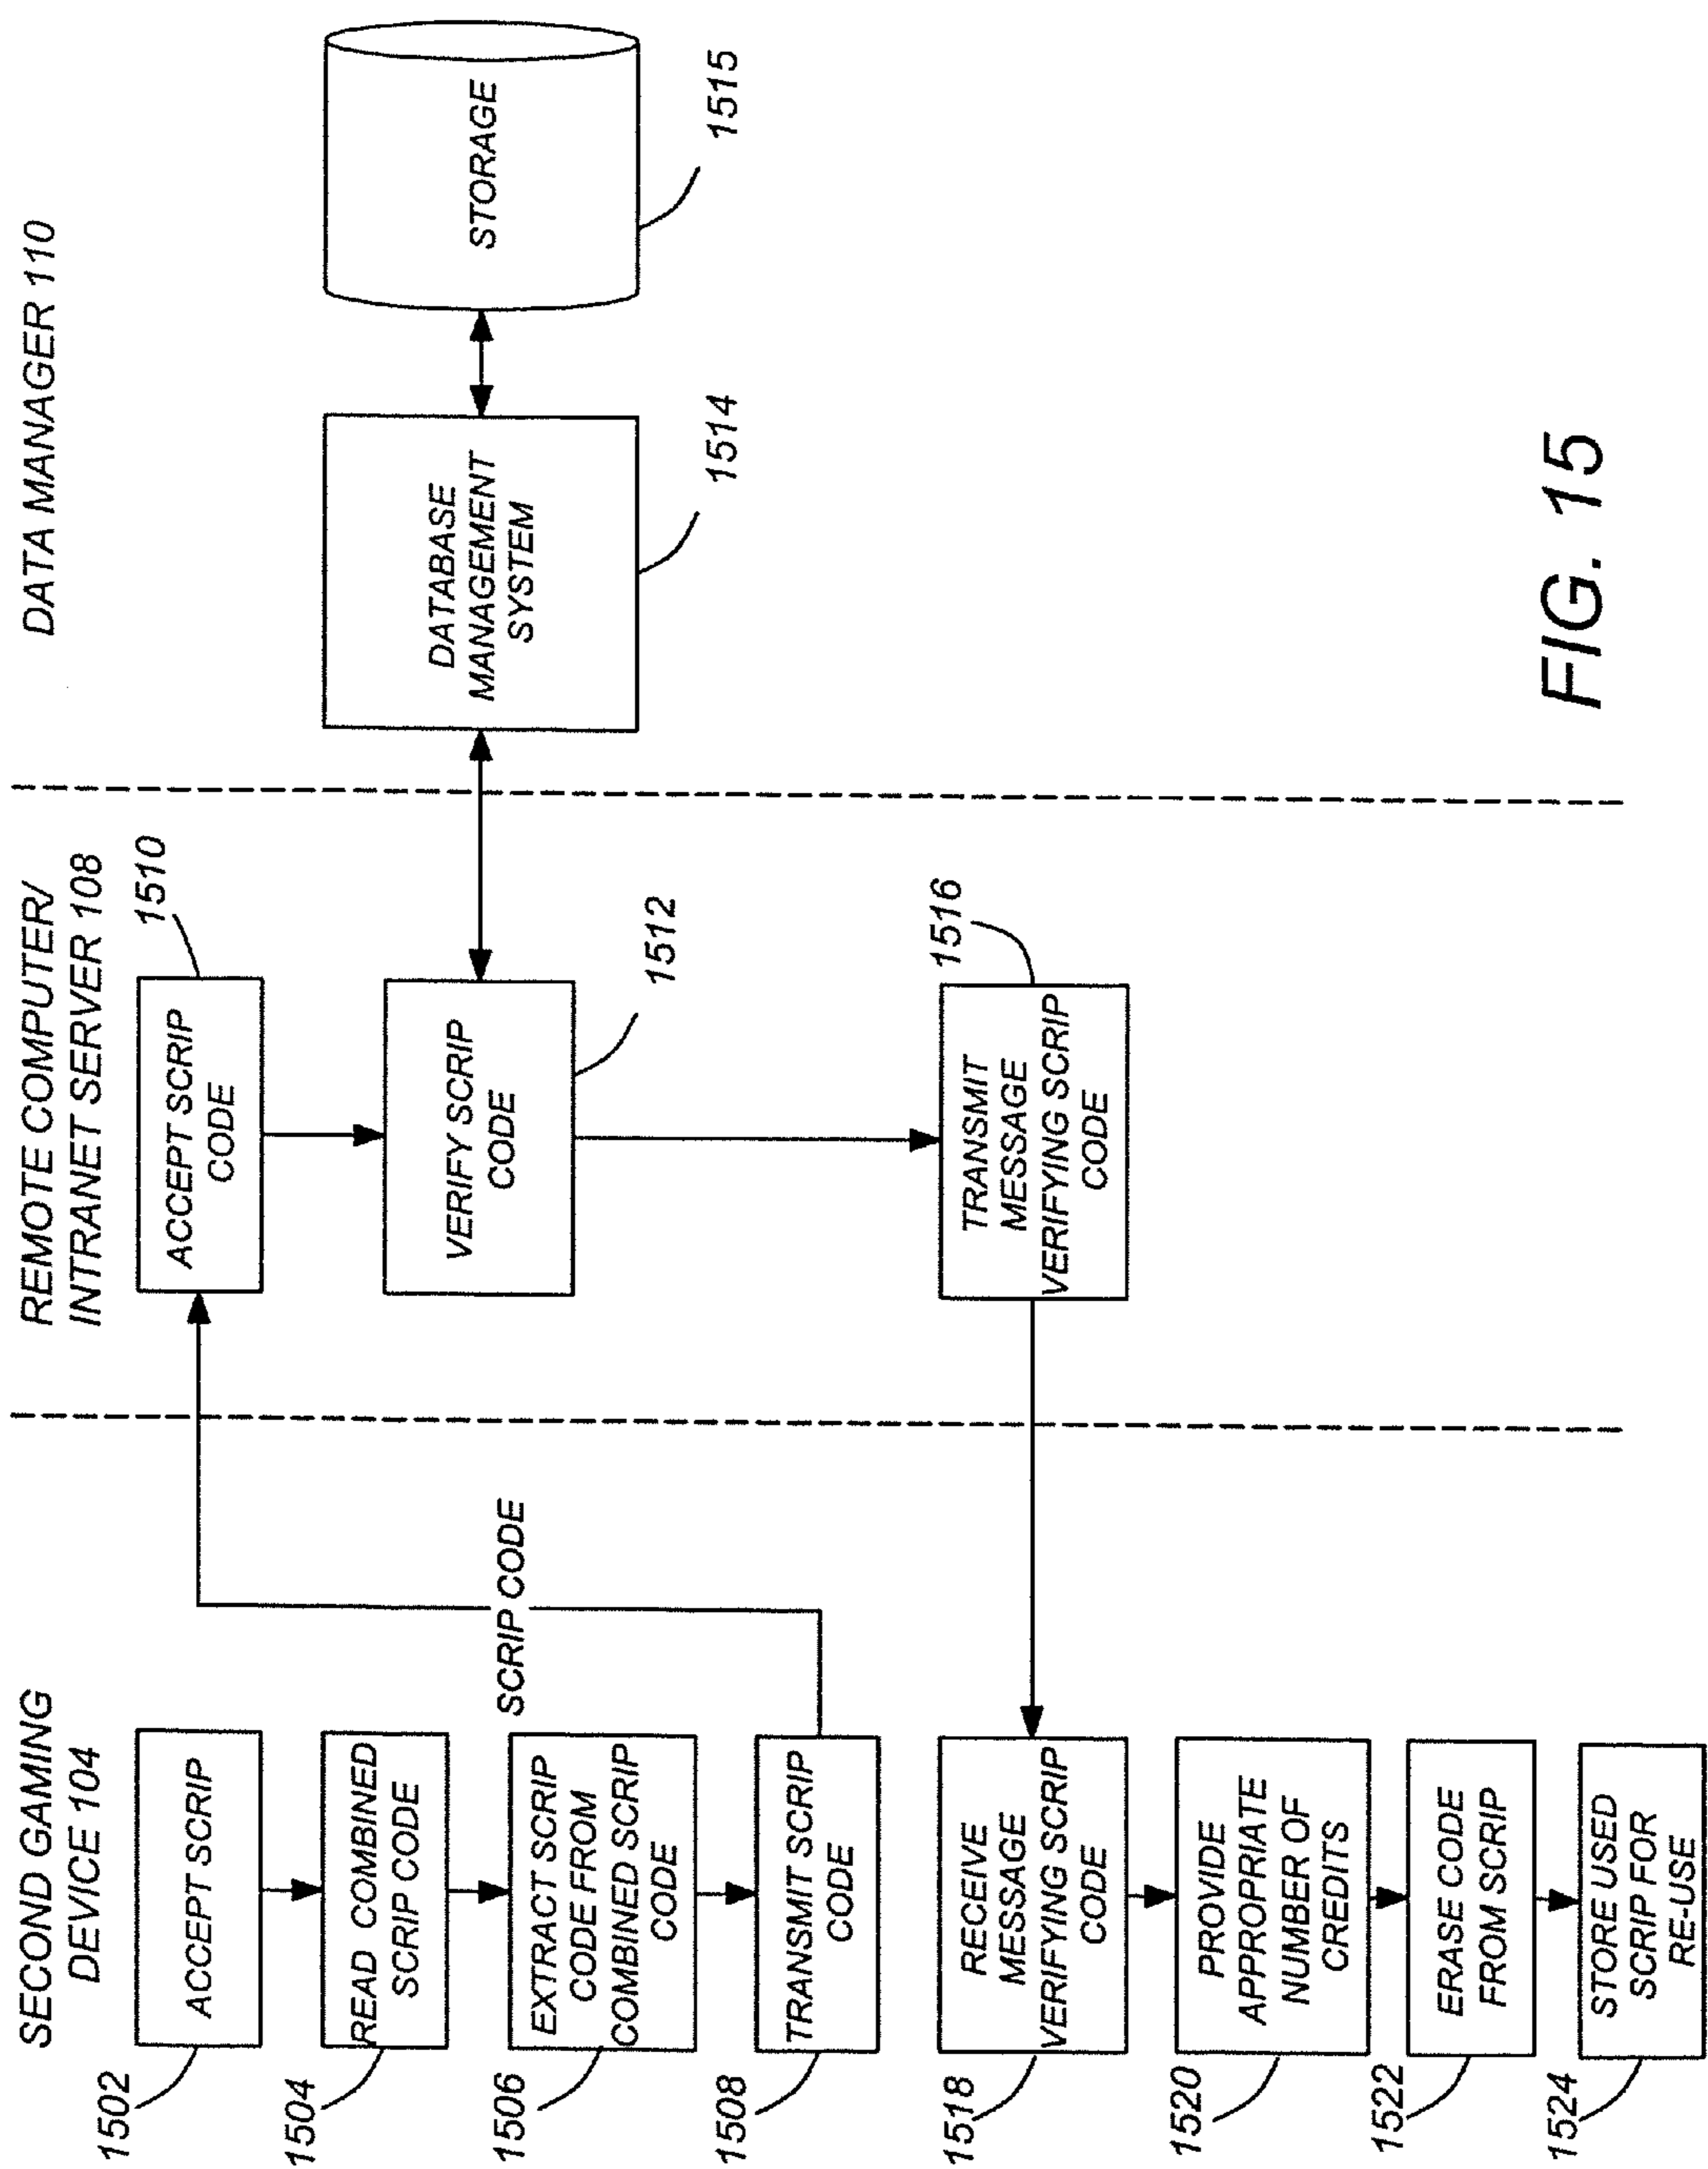 SECOND GAMING
DEVICE 104
1502
ACCEPT SCRIP
1504
READ COMBINED
SCRIP CODE
1506
EXTRACT SCRIP
CODE FROM
COMBINED SCRIP
CODE
1508
TRANSMIT SCRIP
CODE
SCRIP CODE
1518
RECEIVE
MESSAGE
VERIFYING SCRIP
CODE
1520
PROVIDE
APPROPRIATE
NUMBER OF
CREDITS
1522
ERASE CODE
FROM SCRIP
1524
STORE USED
SCRIP FOR
RE-USE
REMOTE COMPUTER/
INTRANET SERVER 108
1510
ACCEPT SCRIP
CODE
VERIFY SCRIP
CODE
1512
1516
TRANSMIT
MESSAGE
VERIFYING SCRIP
CODE
DATA MANAGER 110
DATABASE
MANAGEMENT
SYSTEM
1514
STORAGE
1515
FIG. 15